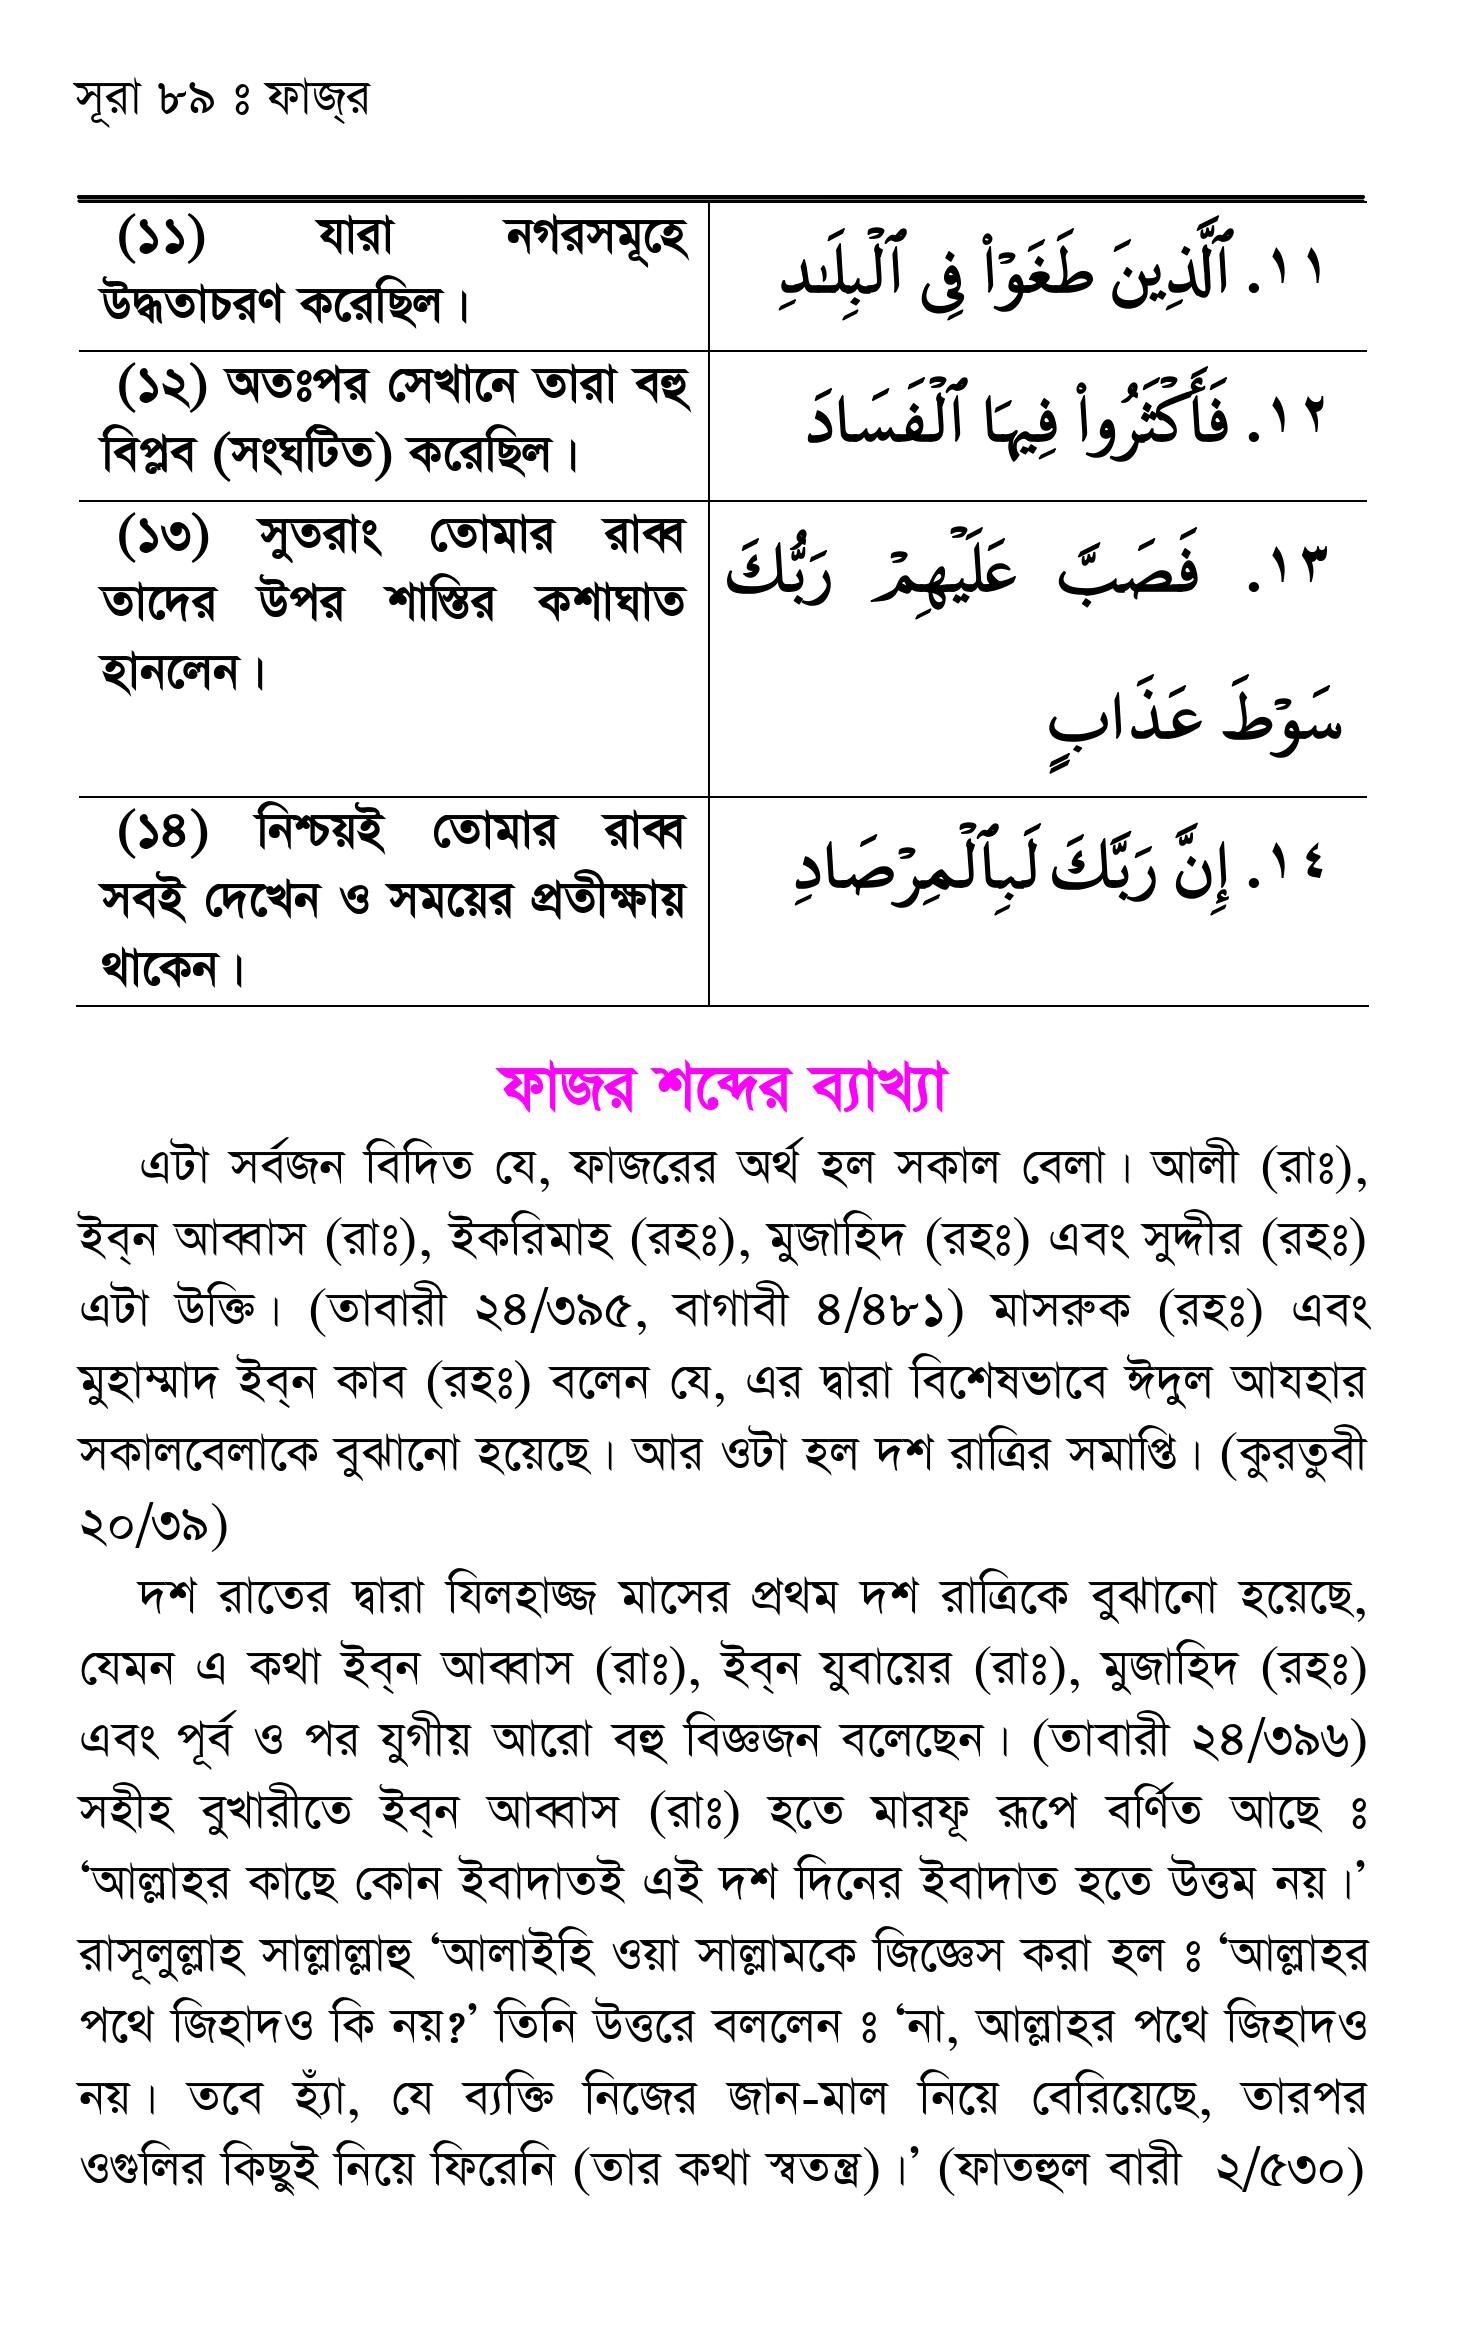 সূরা ৮৯ ঃ ফাজ্‌র
(১১) যারা নগরসমূহে
উদ্ধতাচরণ করেছিল।
١١. ٱلَّذِينَ طَغَوْا۟ فِى ٱلْبِلَـٰدِ
(১২) অতঃপর সেখানে তারা বহু
বিপ্লব (সংঘটিত) করেছিল।
١٢. فَأَكْثَرُوا۟ فِيهَا ٱلْفَسَادَ
(১৩) সুতরাং তোমার রাব্ব
তাদের উপর শাস্তির কশাঘাত
হানলেন।
١٣. فَصَبَّ عَلَيْهِمْ رَبُّكَ
سَوْطَ عَذَابٍ
(১৪) নিশ্চয়ই তোমার রাব্ব
সবই দেখেন ও সময়ের প্রতীক্ষায়
থাকেন।
١٤. إِنَّ رَبَّكَ لَبِٱلْمِرْصَادِ
ফাজর শব্দের ব্যাখ্যা
এটা সর্বজন বিদিত যে, ফাজরের অর্থ হল সকাল বেলা। আলী (রাঃ),
ইব্‌ন আব্বাস (রাঃ), ইকরিমাহ (রহঃ), মুজাহিদ (রহঃ) এবং সুদ্দীর (রহঃ)
এটা উক্তি। (তাবারী ২৪/৩৯৫, বাগাবী ৪/৪৮১) মাসরুক (রহঃ) এবং
মুহাম্মাদ ইব্‌ন কাব (রহঃ) বলেন যে, এর দ্বারা বিশেষভাবে ঈদুল আযহার
সকালবেলাকে বুঝানো হয়েছে। আর ওটা হল দশ রাত্রির সমাপ্তি। (কুরতুবী
২০/৩৯)
দশ রাতের দ্বারা যিলহাজ্জ মাসের প্রথম দশ রাত্রিকে বুঝানো হয়েছে,
যেমন এ কথা ইব্‌ন আব্বাস (রাঃ), ইব্‌ন যুবায়ের (রাঃ), মুজাহিদ (রহঃ)
এবং পূর্ব ও পর যুগীয় আরো বহু বিজ্ঞজন বলেছেন। (তাবারী ২৪/৩৯৬)
সহীহ বুখারীতে ইব্‌ন আব্বাস (রাঃ) হতে মারফূ রূপে বর্ণিত আছে ঃ
‘আল্লাহর কাছে কোন ইবাদাতই এই দশ দিনের ইবাদাত হতে উত্তম নয়।’
রাসূলুল্লাহ সাল্লাল্লাহু ‘আলাইহি ওয়া সাল্লামকে জিজ্ঞেস করা হল ঃ ‘আল্লাহর
পথে জিহাদও কি নয়?’ তিনি উত্তরে বললেন ঃ ‘না, আল্লাহর পথে জিহাদও
নয়। তবে হ্যাঁ, যে ব্যক্তি নিজের জান-মাল নিয়ে বেরিয়েছে, তারপর
ওগুলির কিছুই নিয়ে ফিরেনি (তার কথা স্বতন্ত্র)।’ (ফাতহুল বারী ২/৫৩০)